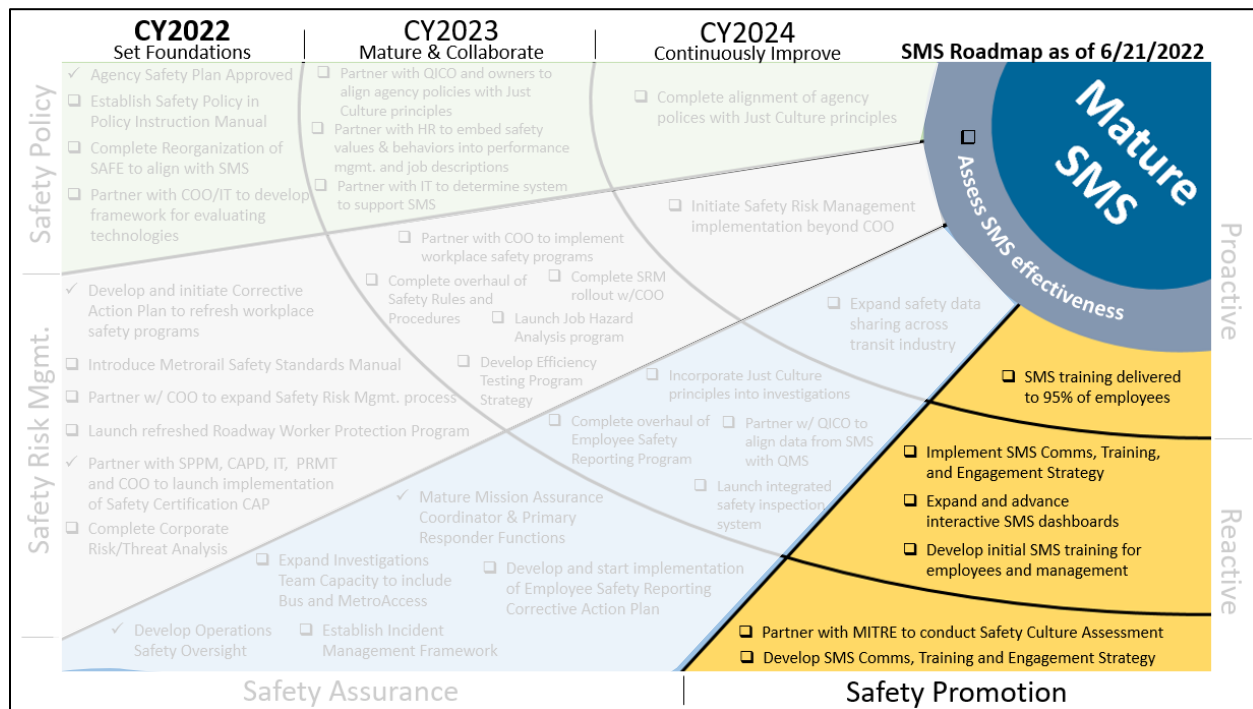 CY2022
Set Foundations
CY2023
Mature & Collaborate
CY2024
Continuously Improve
SMS Roadmap as of 6/21/2022
Safety Policy
✓ Agency Safety Plan Approved
❑ Establish Safety Policy in
Policy Instruction Manual
❑ Complete Reorganization of
SAFE to align with SMS
❑ Partner with COO/IT to develop
framework for evaluating
technologies
❑ Partner with QICO and owners to
align agency policies with Just
Culture principles
❑ Partner with HR to embed safety
values & behaviors into performance
mgmt. and job descriptions
❑ Partner with IT to determine system
to support SMS
❑ Complete alignment of agency
polices with Just Culture principles
Safety Risk Mgmt.
✓ Develop and initiate Corrective
Action Plan to refresh workplace
safety programs
❑ Introduce Metrorail Safety Standards Manual
❑ Partner w/ COO to expand Safety Risk Mgmt. process
❑ Launch refreshed Roadway Worker Protection Program
✓ Partner with SPPM, CAPD, IT, PRMT
and COO to launch implementation
of Safety Certification CAP
❑ Complete Corporate
Risk/Threat Analysis
❑ Partner with COO to implement
workplace safety programs
❑ Complete overhaul of
Safety Rules and
Procedures
❑ Complete SRM
rollout w/COO
❑ Launch Job Hazard
Analysis program
❑ Develop Efficiency
Testing Program
Strategy
❑ Initiate Safety Risk Management
implementation beyond COO
✓ Develop Operations
Safety Oversight
❑ Establish Incident
Management Framework
❑ Expand Investigations
Team Capacity to include
Bus and MetroAccess
✓ Mature Mission Assurance
Coordinator & Primary
Responder Functions
❑ Develop and start implementation
of Employee Safety Reporting
Corrective Action Plan
❑ Incorporate Just Culture
principles into investigations
❑ Complete overhaul of
Employee Safety
Reporting Program
❑ Partner w/ QICO to
align data from SMS
with QMS
❑ Launch integrated
safety inspection
system
❑ Expand safety data
sharing across
transit industry
Safety Assurance
❑ SMS training delivered
to 95% of employees
❑ Implement SMS Comms, Training,
and Engagement Strategy
❑ Expand and advance
interactive SMS dashboards
❑ Develop initial SMS training for
employees and management
❑ Partner with MITRE to conduct Safety Culture Assessment
❑ Develop SMS Comms, Training and Engagement Strategy
Safety Promotion
❑ Assess SMS effectiveness
Mature
SMS
Proactive
Reactive